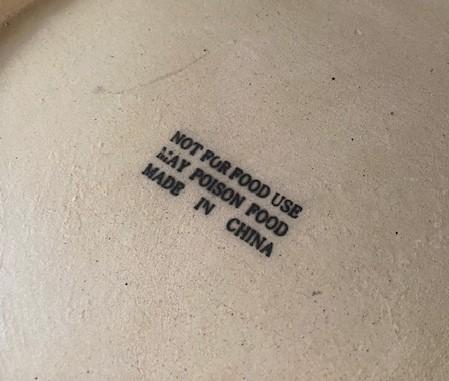 NOT FOR FOOD USE
MAY POISON FOOD
MADE IN CHINA